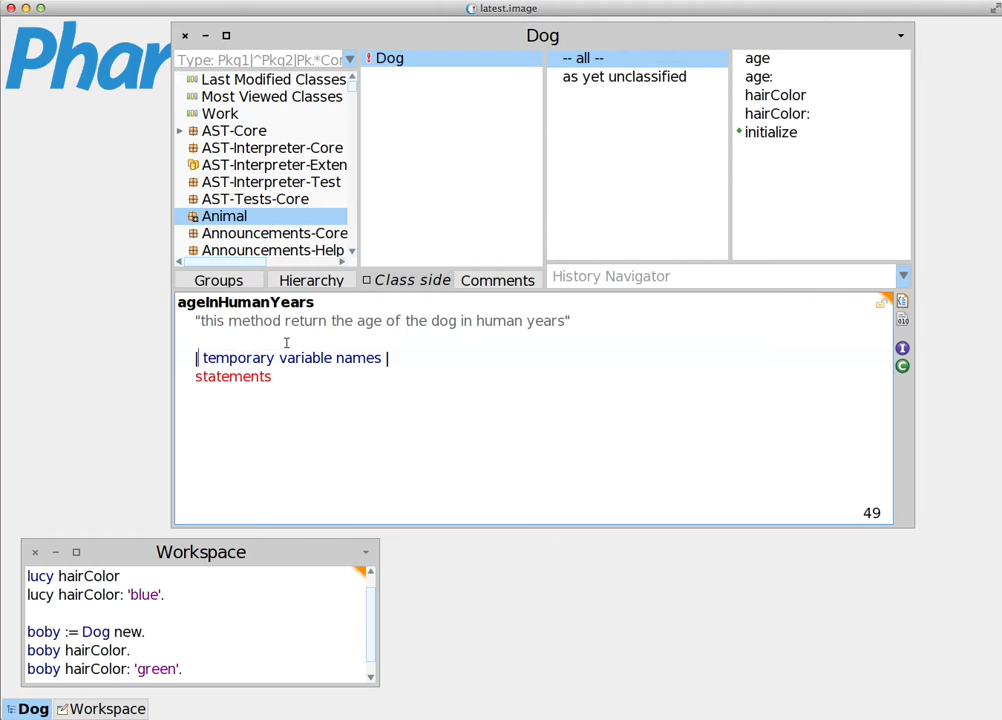 latest.image
Phar
Dog
Type: Pkg1|^Pkg2|Pk.*Cor
Last Modified Classes
Most Viewed Classes
Work
AST-Core
AST-Interpreter-Core
AST-Interpreter-Exten
AST-Interpreter-Test
AST-Tests-Core
Animal
Announcements-Core
Announcements-Help
Dog
-- all --
as yet unclassified
age
age:
hairColor
hairColor:
initialize
Groups
Hierarchy
Class side
Comments
History Navigator
ageInHumanYears
"this method return the age of the dog in human years"
| temporary variable names |
statements
010
I
C
49
Workspace
lucy hairColor
lucy hairColor: 'blue'.
boby := Dog new.
boby hairColor.
boby hairColor: 'green'.
Dog
Workspace